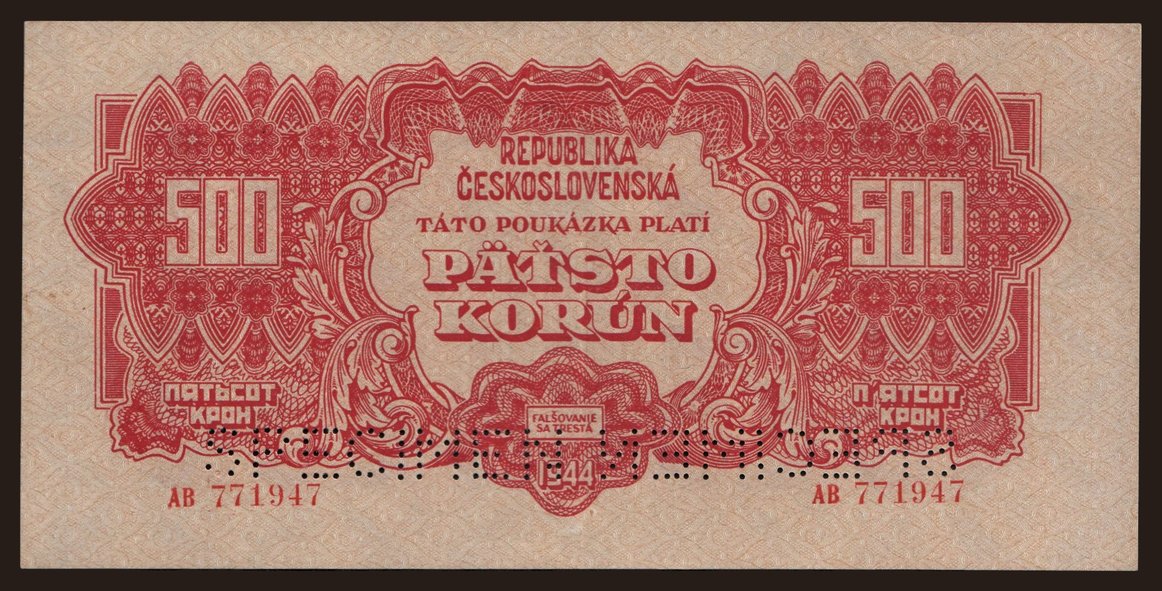 REPUBLIKA
ČESKOSLOVENSKÁ
TÁTO POUKÁZKA PLATÍ
500
500
PÄŤSTO
KORÚN
ПЯТЬСОТ
КРОН
П'ЯТСОТ
КРОН
FALŠOVANIE
SA TRESTÁ
SPECIMEN
1944
AB 771947
AB 771947